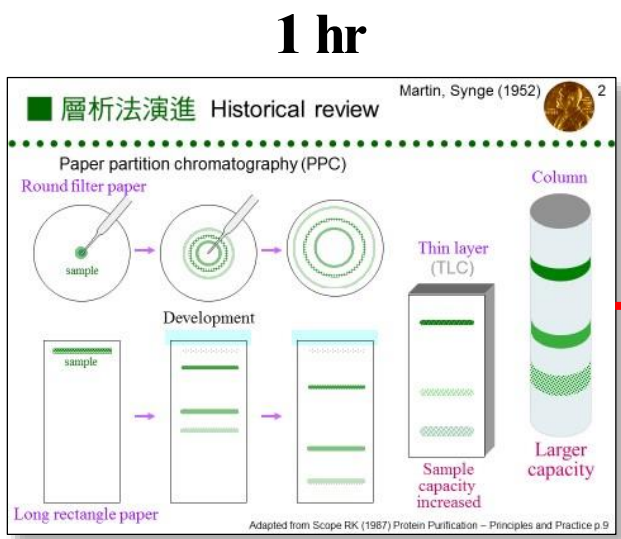 1 hr
層析法演進 Historical review
Martin, Synge (1952)
2
Paper partition chromatography (PPC)
Round filter paper
sample
Development
sample
Long rectangle paper
Thin layer
(TLC)
Sample
capacity
increased
Column
Larger
capacity
Adapted from Scope RK (1987) Protein Purification – Principles and Practice p.9